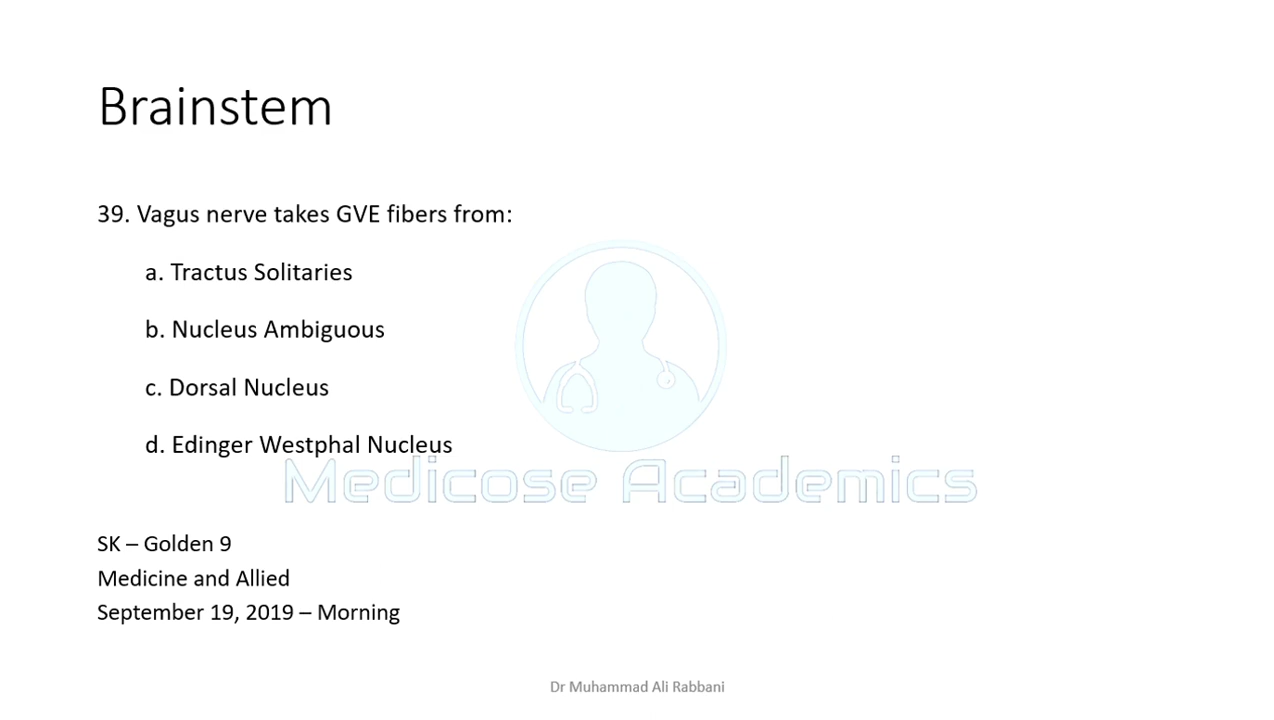 Brainstem
39. Vagus nerve takes GVE fibers from:
a. Tractus Solitaries
b. Nucleus Ambiguous
c. Dorsal Nucleus
d. Edinger Westphal Nucleus
Medicose Academics
SK – Golden 9
Medicine and Allied
September 19, 2019 – Morning
Dr Muhammad Ali Rabbani